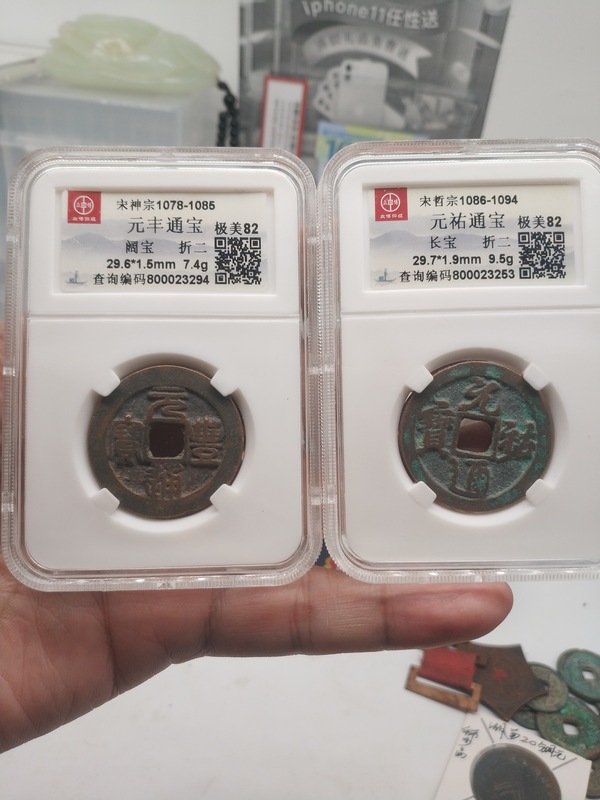 iphone11任性送
宋神宗1078-1085
元丰通宝
极美82
阔宝 折二
29.6*1.5mm 7.4g
查询编码800023294
宋哲宗1086-1094
元祐通宝
极美82
长宝 折二
29.7*1.9mm 9.5g
查询编码800023253
元豐通寳
元祐通寳